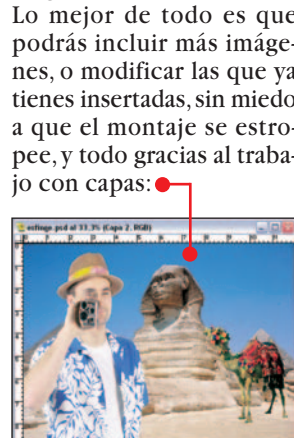 Lo mejor de todo es que
podrás incluir más imáge-
nes, o modificar las que ya
tienes insertadas, sin miedo
a que el montaje se estro-
pee, y todo gracias al traba-
jo con capas:
esfinge.psd al 33,3% (Capa 2, RGB)